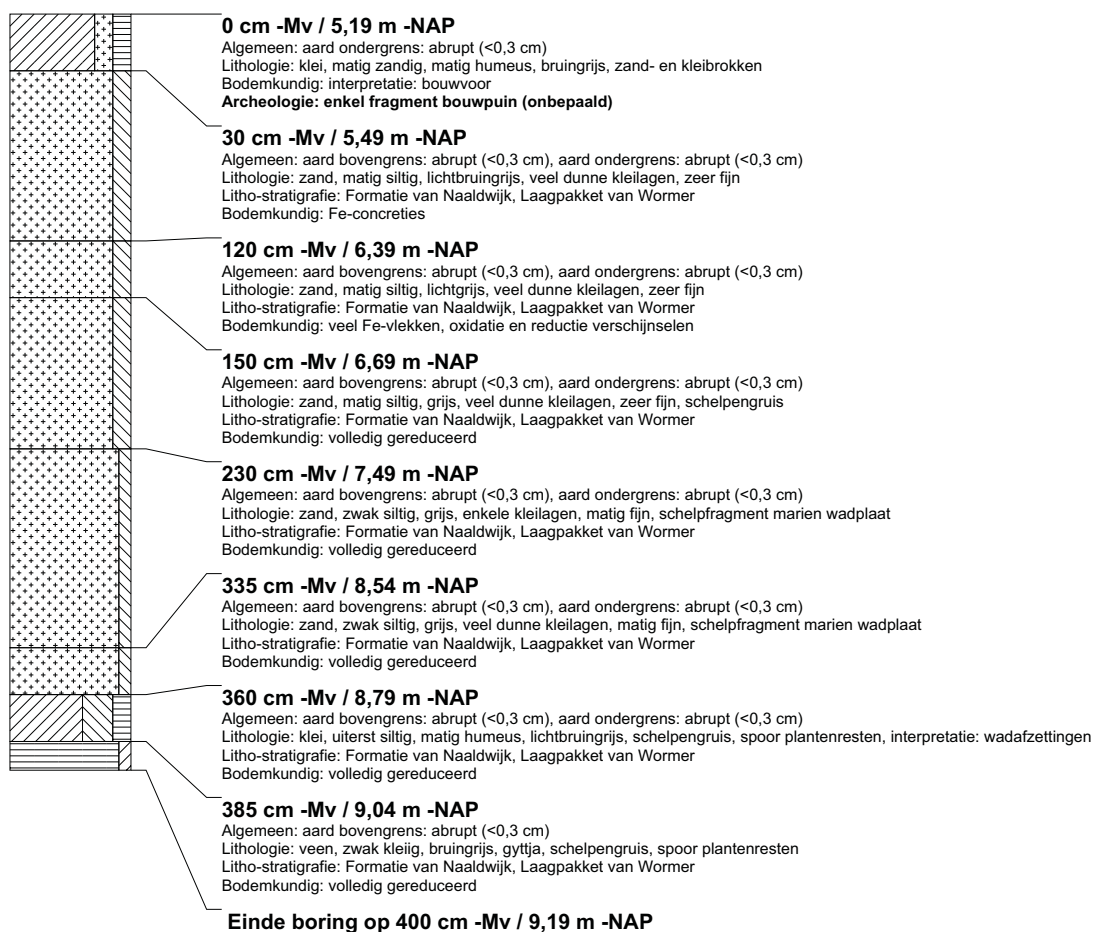 0 cm -Mv / 5,19 m -NAP
Algemeen: aard ondergrens: abrupt (<0,3 cm)
Lithologie: klei, matig zandig, matig humeus, bruingrijs, zand- en kleibrokken
Bodemkundig: interpretatie: bouwvoor
Archeologie: enkel fragment bouwpuin (onbepaald)
30 cm -Mv / 5,49 m -NAP
Algemeen: aard bovengrens: abrupt (<0,3 cm), aard ondergrens: abrupt (<0,3 cm)
Lithologie: zand, matig siltig, lichtbruingrijs, veel dunne kleilagen, zeer fijn
Litho-stratigrafie: Formatie van Naaldwijk, Laagpakket van Wormer
Bodemkundig: Fe-concreties
120 cm -Mv / 6,39 m -NAP
Algemeen: aard bovengrens: abrupt (<0,3 cm), aard ondergrens: abrupt (<0,3 cm)
Lithologie: zand, matig siltig, lichtgrijs, veel dunne kleilagen, zeer fijn
Litho-stratigrafie: Formatie van Naaldwijk, Laagpakket van Wormer
Bodemkundig: veel Fe-vlekken, oxidatie en reductie verschijnselen
150 cm -Mv / 6,69 m -NAP
Algemeen: aard bovengrens: abrupt (<0,3 cm), aard ondergrens: abrupt (<0,3 cm)
Lithologie: zand, matig siltig, grijs, veel dunne kleilagen, zeer fijn, schelpengruis
Litho-stratigrafie: Formatie van Naaldwijk, Laagpakket van Wormer
Bodemkundig: volledig gereduceerd
230 cm -Mv / 7,49 m -NAP
Algemeen: aard bovengrens: abrupt (<0,3 cm), aard ondergrens: abrupt (<0,3 cm)
Lithologie: zand, zwak siltig, grijs, enkele kleilagen, matig fijn, schelpfragment marien wadplaat
Litho-stratigrafie: Formatie van Naaldwijk, Laagpakket van Wormer
Bodemkundig: volledig gereduceerd
335 cm -Mv / 8,54 m -NAP
Algemeen: aard bovengrens: abrupt (<0,3 cm), aard ondergrens: abrupt (<0,3 cm)
Lithologie: zand, zwak siltig, grijs, veel dunne kleilagen, matig fijn, schelpfragment marien wadplaat
Litho-stratigrafie: Formatie van Naaldwijk, Laagpakket van Wormer
Bodemkundig: volledig gereduceerd
360 cm -Mv / 8,79 m -NAP
Algemeen: aard bovengrens: abrupt (<0,3 cm), aard ondergrens: abrupt (<0,3 cm)
Lithologie: klei, uiterst siltig, matig humeus, lichtbruingrijs, schelpengruis, spoor plantenresten, interpretatie: wadafzettingen
Litho-stratigrafie: Formatie van Naaldwijk, Laagpakket van Wormer
Bodemkundig: volledig gereduceerd
385 cm -Mv / 9,04 m -NAP
Algemeen: aard bovengrens: abrupt (<0,3 cm)
Lithologie: veen, zwak kleiig, bruingrijs, gyttja, schelpengruis, spoor plantenresten
Litho-stratigrafie: Formatie van Naaldwijk, Laagpakket van Wormer
Bodemkundig: volledig gereduceerd
Einde boring op 400 cm -Mv / 9,19 m -NAP